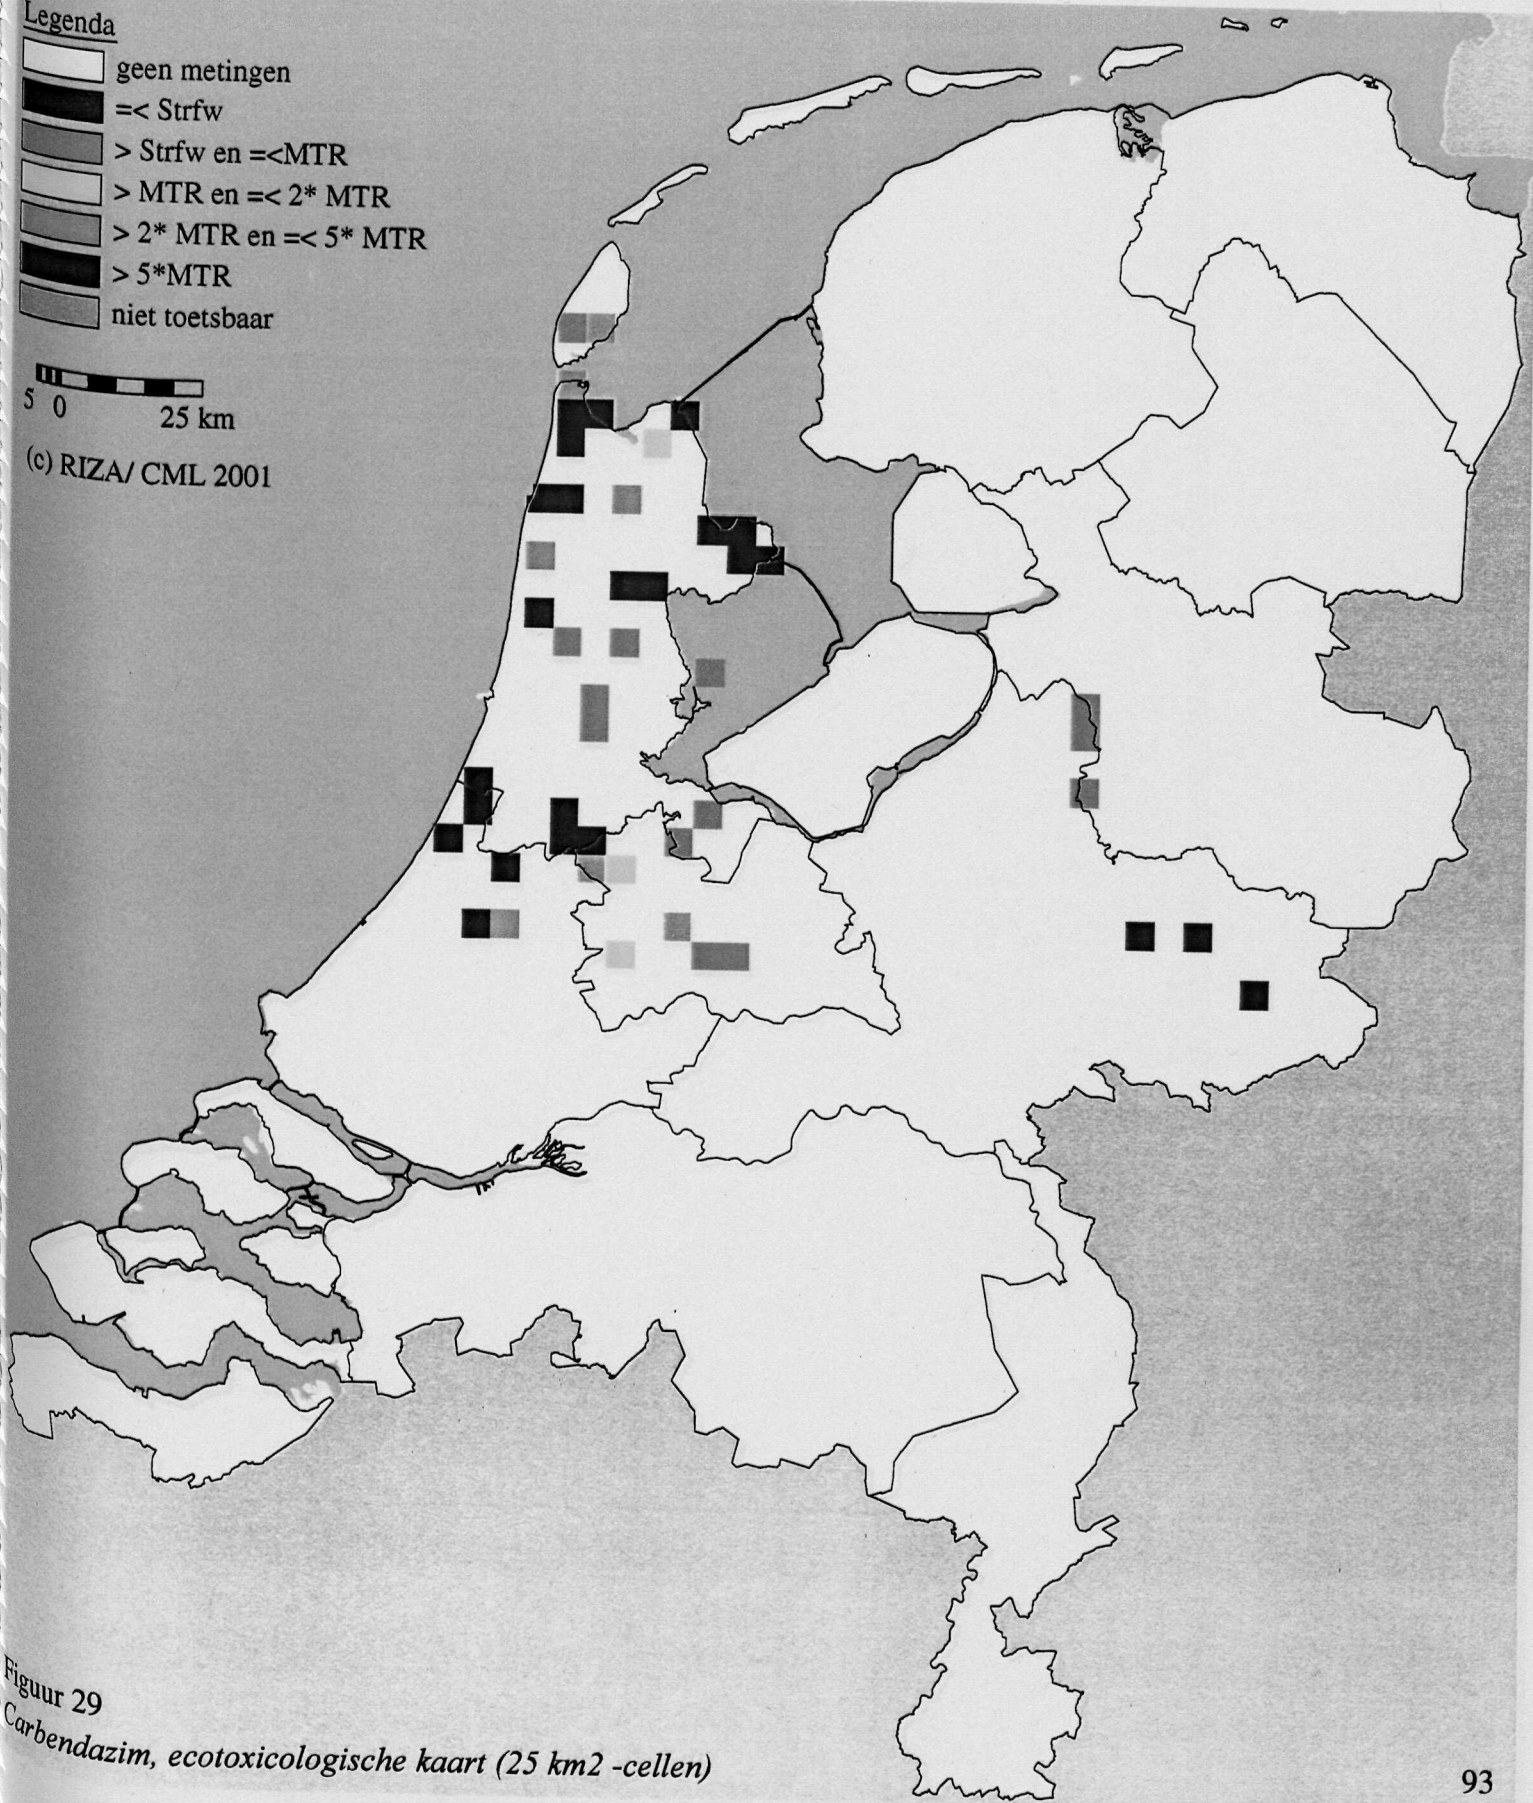 Legenda
geen metingen
=< Strfw
> Strfw en =<MTR
> MTR en =< 2* MTR
> 2* MTR en =< 5* MTR
> 5*MTR
niet toetsbaar
5 0 25 km
(c) RIZA/ CML 2001
Figuur 29
Carbendazim, ecotoxicologische kaart (25 km2 -cellen)
93